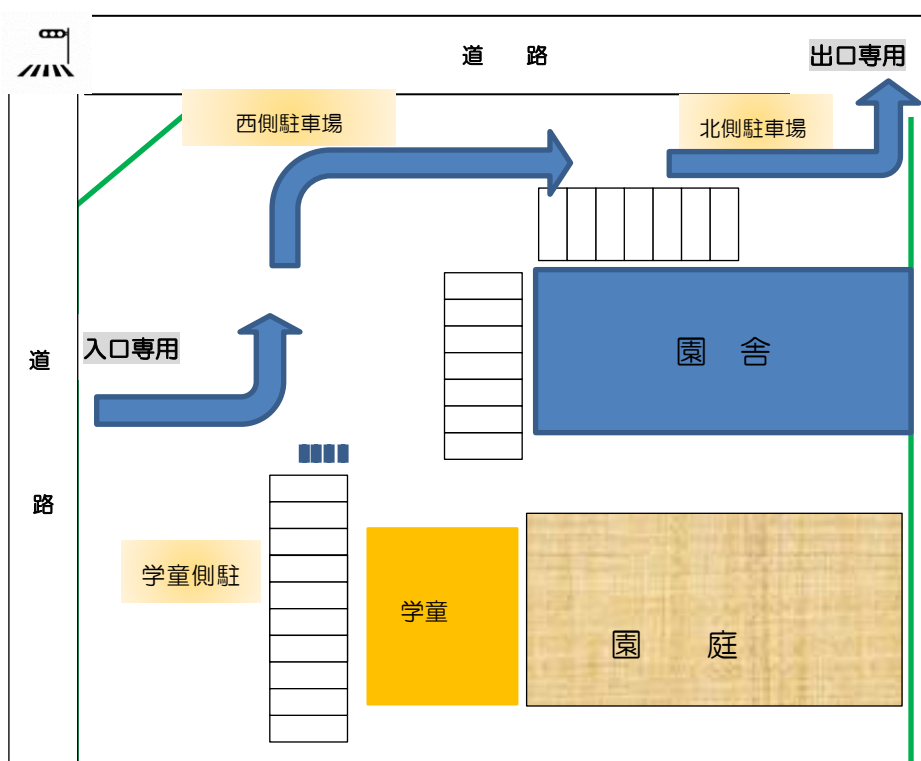 道　路
出口専用
西側駐車場
北側駐車場
入口専用
道
路
園　舎
学童側駐
学童
園　庭